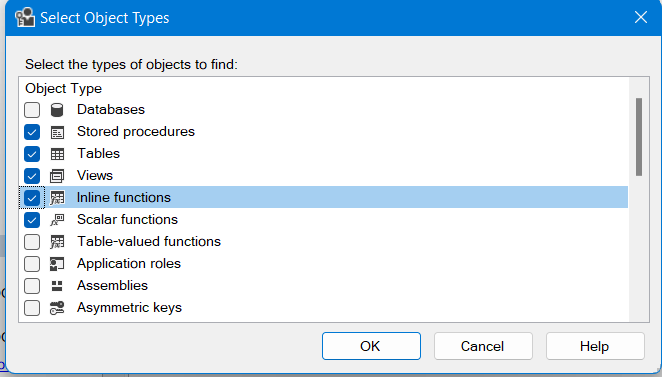 Select Object Types
Select the types of objects to find:
Object Type
Databases
Stored procedures
Tables
Views
Inline functions
Scalar functions
Table-valued functions
Application roles
Assemblies
Asymmetric keys
OK Cancel Help